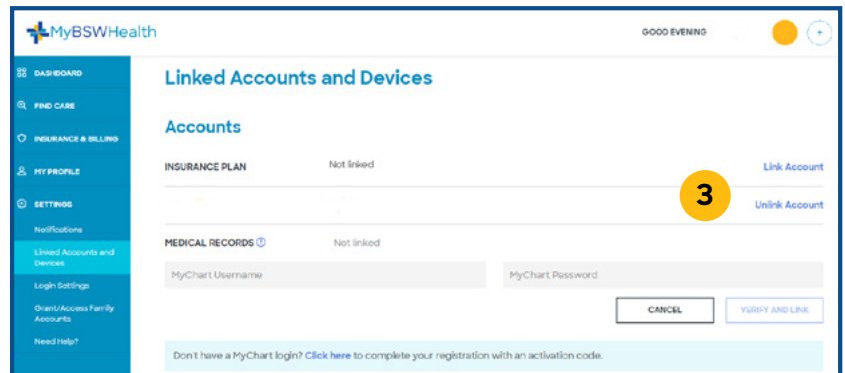 MyBSWHealth
GOOD EVENING
+
DASHBOARD
FIND CARE
INSURANCE & BILLING
MY PROFILE
SETTINGS
Notifications
Linked Accounts and
Devices
Login Settings
Grant/Access Family
Accounts
Need Help?
Linked Accounts and Devices
Accounts
INSURANCE PLAN Not linked Link Account
3 Unlink Account
MEDICAL RECORDS ? Not linked
MyChart Username MyChart Password
CANCEL VERIFY AND LINK
Don't have a MyChart login? Click here to complete your registration with an activation code.